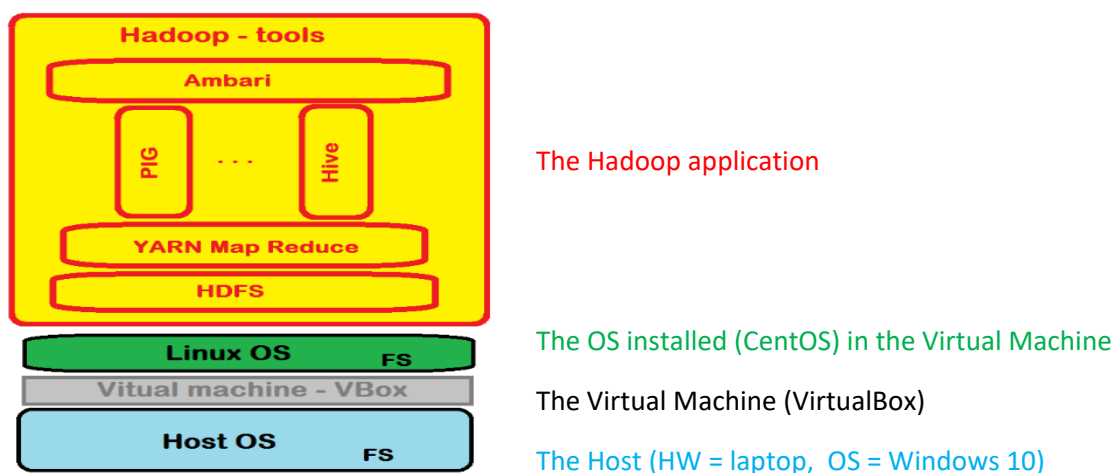 Hadoop - tools
Ambari
PIG
. . .
Hive
The Hadoop application
YARN Map Reduce
HDFS
Linux OS FS
The OS installed (CentOS) in the Virtual Machine
Vitual machine - VBox
The Virtual Machine (VirtualBox)
Host OS FS
The Host (HW = laptop, OS = Windows 10)